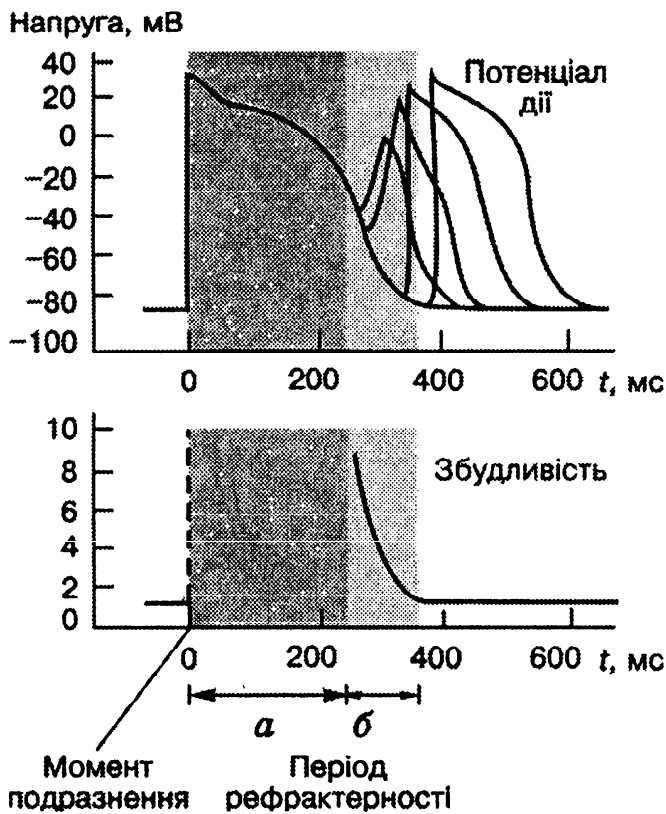 Напруга, мВ
40
20
0
−20
−40
−60
−80
−100
Потенціал
дії
0 200 400 600 t, мс
10
8
6
4
2
0
Збудливість
0 200 400 600 t, мс
а б
Момент
подразнення
Період
рефрактерності